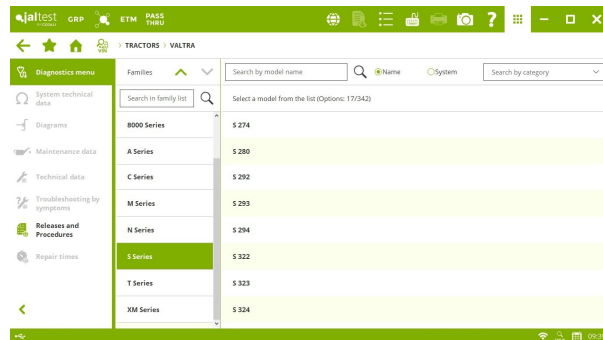 jaltest
GRP
ETM
PASS
THRU
VIN
> TRACTORS > VALTRA
Diagnostics menu
System technical
data
Diagrams
Maintenance data
Technical data
Troubleshooting by
symptoms
Releases and
Procedures
Repair times
Families
Search in family list
8000 Series
A Series
C Series
M Series
N Series
S Series
T Series
XM Series
Search by model name
Name
System
Search by category
Select a model from the list (Options: 17/342)
S 274
S 280
S 292
S 293
S 294
S 322
S 323
S 324